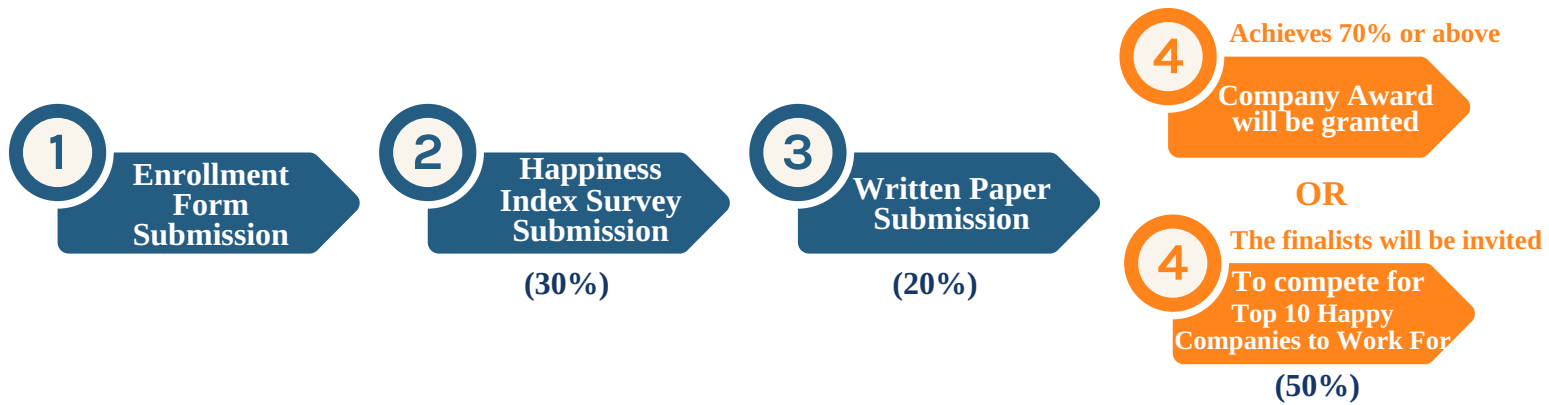 1
Enrollment
Form
Submission
2
Happiness
Index Survey
Submission
(30%)
3
Written Paper
Submission
(20%)
4
Achieves 70% or above
Company Award
will be granted
OR
4
The finalists will be invited
To compete for
Top 10 Happy
Companies to Work For
(50%)